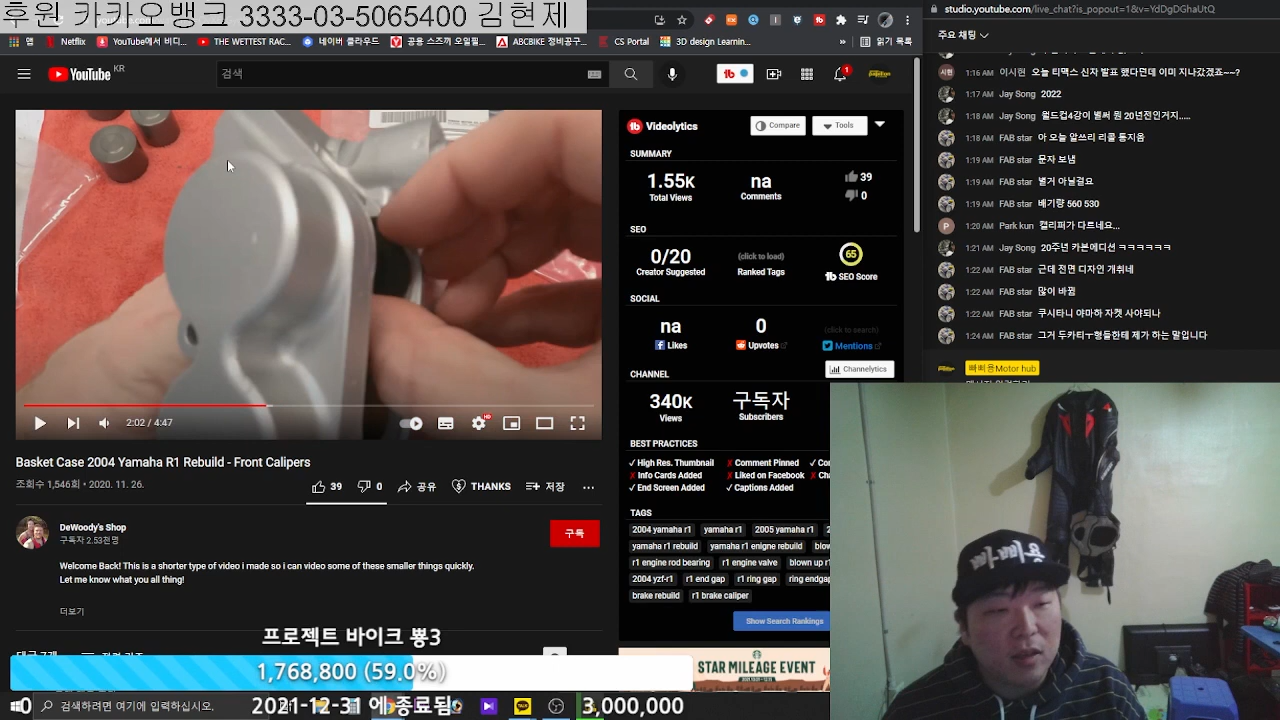 후원 카카오뱅크 3333-03-5065400 김현제
studio.youtube.com/live_chat?is_popout=1&v=YdDgDGhaUtQ
앱
Netflix
YouTube에서 비디...
THE WETTEST RAC...
네이버 클라우드
공용 스즈끼 오일필...
ABCBIKE 정비공구...
CS Portal
3D design Learnin...
»
읽기 목록
주요 채팅
YouTube KR
검색
1
1:16 AM 이시현 오늘 티맥스 신자 발표 했다던데 이미 지나갔겠죠~~?
1:17 AM Jay Song 2022
1:18 AM Jay Song 월드컵4강이 벌써 뭔 20년전인거지.....
1:18 AM FAB star 아 오늘 알쓰리 리콜 통지옴
1:19 AM FAB star 문자 보냄
1:19 AM FAB star 별거 아닐걸요
1:19 AM FAB star 배기량 560 530
1:20 AM Park kun 캘리퍼가 다르네요...
1:21 AM Jay Song 20주년 카본에디션 ㅋㅋㅋㅋㅋㅋ
1:22 AM FAB star 근데 전면 디자인 개취네
1:22 AM FAB star 많이 바뀜
1:22 AM FAB star 쿠시타니 야마하 자켓 사야되나
1:24 AM FAB star 그거 두카티ㅜ형들한테 제가 하는 말입니다
빠삐용Motor hub
Videolytics
Compare
Tools
SUMMARY
1.55K
Total Views
na
Comments
39
0
SEO
0/20
Creator Suggested
(click to load)
Ranked Tags
65
SEO Score
SOCIAL
na
Likes
0
Upvotes
(click to search)
Mentions
CHANNEL
Channelytics
340K
Views
구독자
Subscribers
BEST PRACTICES
✓ High Res. Thumbnail
✗ Comment Pinned
✗ Info Cards Added
✗ Liked on Facebook
✓ End Screen Added
✓ Captions Added
TAGS
2004 yamaha r1
yamaha r1
2005 yamaha r1
yamaha r1 rebuild
yamaha r1 enigne rebuild
r1 engine rod bearing
r1 engine valve
2004 yzf-r1
r1 end gap
r1 ring gap
brake rebuild
r1 brake caliper
Show Search Rankings
2:02 / 4:47
HD
Basket Case 2004 Yamaha R1 Rebuild - Front Calipers
조회수 1,546회 • 2020. 11. 26.
39
0
공유
THANKS
저장
DeWoody's Shop
구독자 2.53천명
구독
Welcome Back! This is a shorter type of video i made so i can video some of these smaller things quickly.
Let me know what you all think!
더보기
프로젝트 바이크 뽕3
1,768,800 (59.0%)
0
2021-12-31 에 종료됨
3,000,000
검색하려면 여기에 입력하십시오.
STAR MILEAGE EVENT
빠삐용